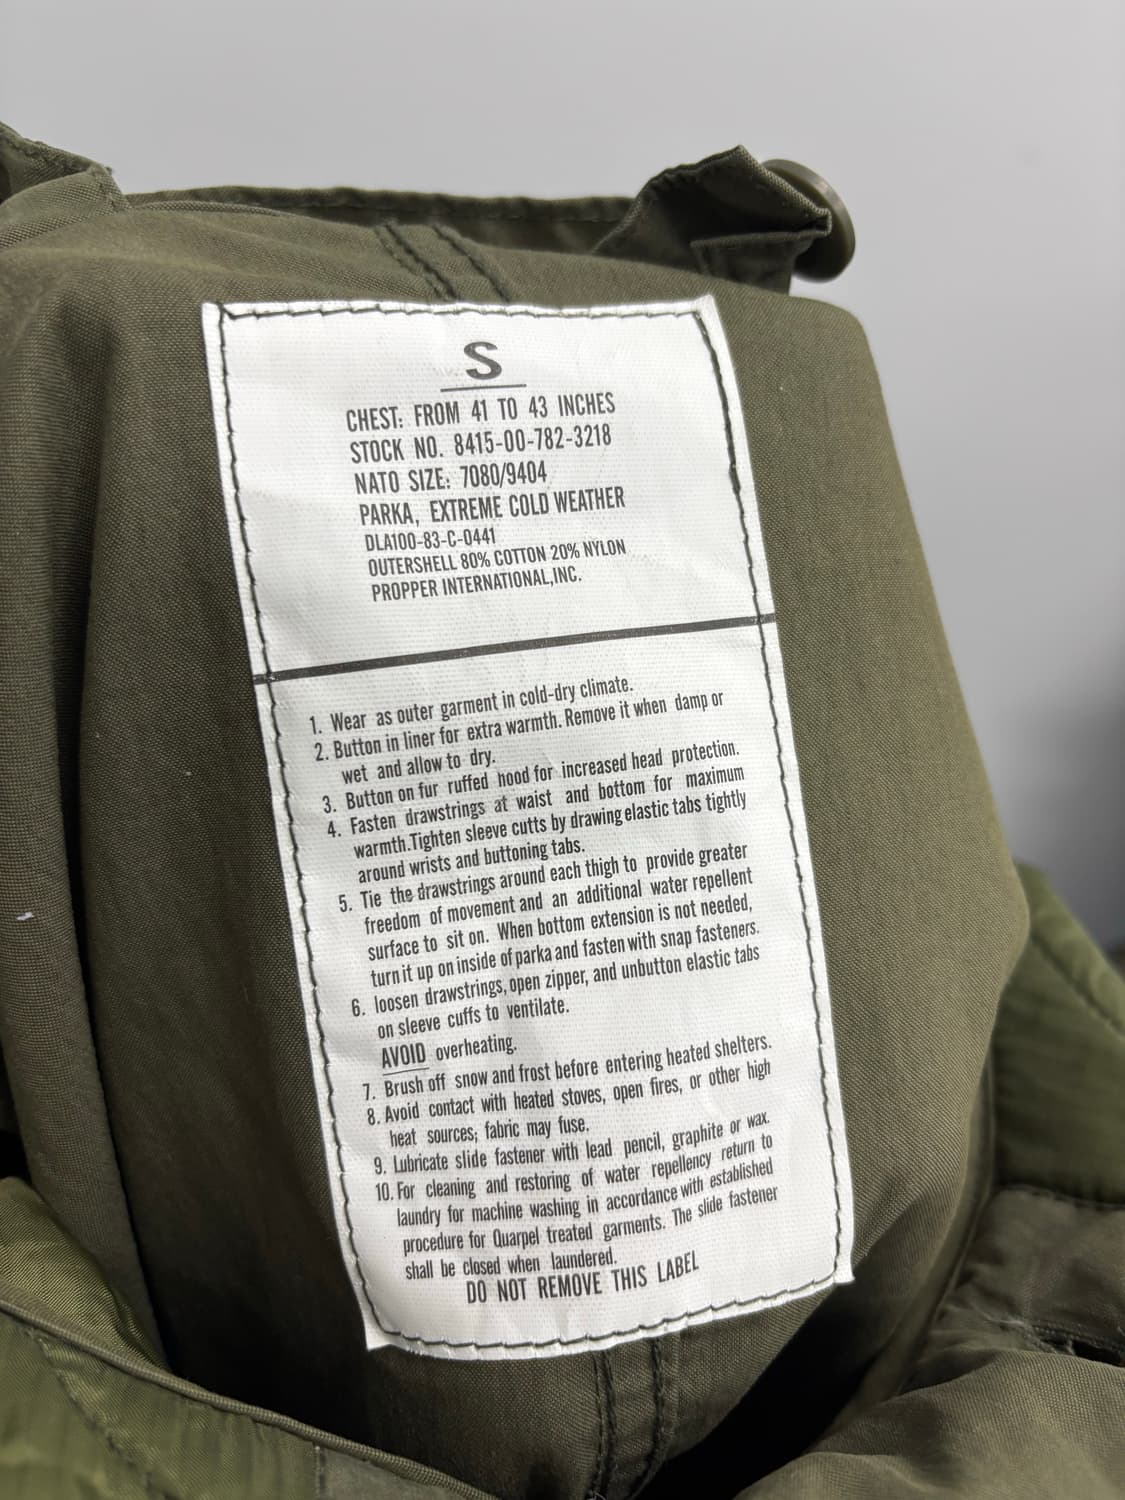 S
CHEST: FROM 41 TO 43 INCHES
STOCK NO. 8415-00-782-3218
NATO SIZE: 7080/9404
PARKA, EXTREME COLD WEATHER
DLA100-83-C-0441
OUTERSHELL 80% COTTON 20% NYLON
PROPPER INTERNATIONAL,INC.
1. Wear as outer garment in cold-dry climate.
2. Button in liner for extra warmth. Remove it when damp or
wet and allow to dry.
3. Button on fur ruffed hood for increased head protection.
4. Fasten drawstrings at waist and bottom for maximum
warmth.Tighten sleeve cutts by drawing elastic tabs tightly
around wrists and buttoning tabs.
5. Tie the drawstrings around each thigh to provide greater
freedom of movement and an additional water repellent
surface to sit on. When bottom extension is not needed,
turn it up on inside of parka and fasten with snap fasteners.
6. loosen drawstrings, open zipper, and unbutton elastic tabs
on sleeve cuffs to ventilate.
AVOID overheating.
7. Brush off snow and frost before entering heated shelters.
8. Avoid contact with heated stoves, open fires, or other high
heat sources; fabric may fuse.
9. Lubricate slide fastener with lead pencil, graphite or wax.
10. For cleaning and restoring of water repellency return to
laundry for machine washing in accordance with established
procedure for Quarpel treated garments. The slide fastener
shall be closed when laundered.
DO NOT REMOVE THIS LABEL